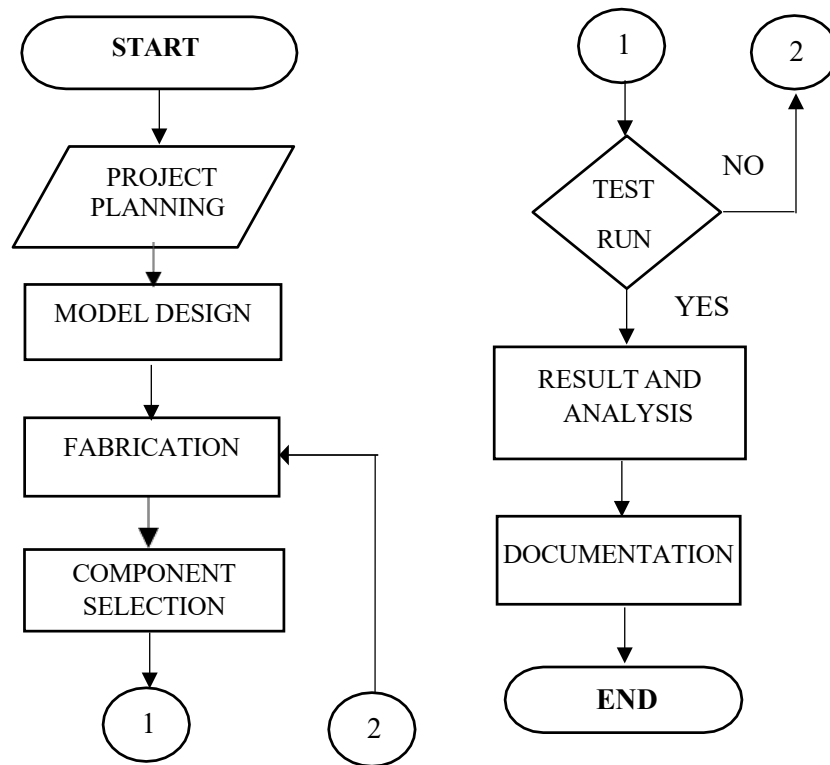 START
PROJECT
PLANNING
MODEL DESIGN
FABRICATION
COMPONENT
SELECTION
1
2
1
2
TEST
RUN
NO
YES
RESULT AND
ANALYSIS
DOCUMENTATION
END